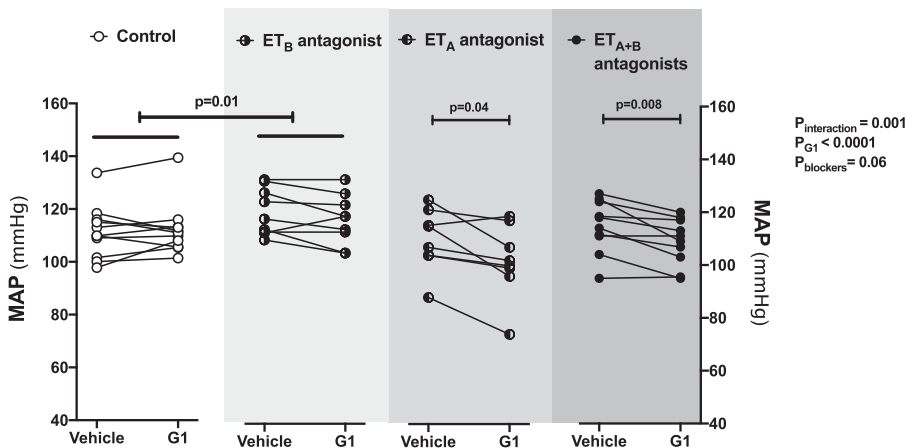 Control
ET_B antagonist
ET_A antagonist
ET_A+B
antagonists
p=0.01
p=0.04
p=0.008
P_interaction = 0.001
P_G1 < 0.0001
P_blockers = 0.06
MAP (mmHg)
160
140
120
100
80
60
40
160
140
120
100
80
60
40
MAP (mmHg)
Vehicle G1 Vehicle G1 Vehicle G1 Vehicle G1